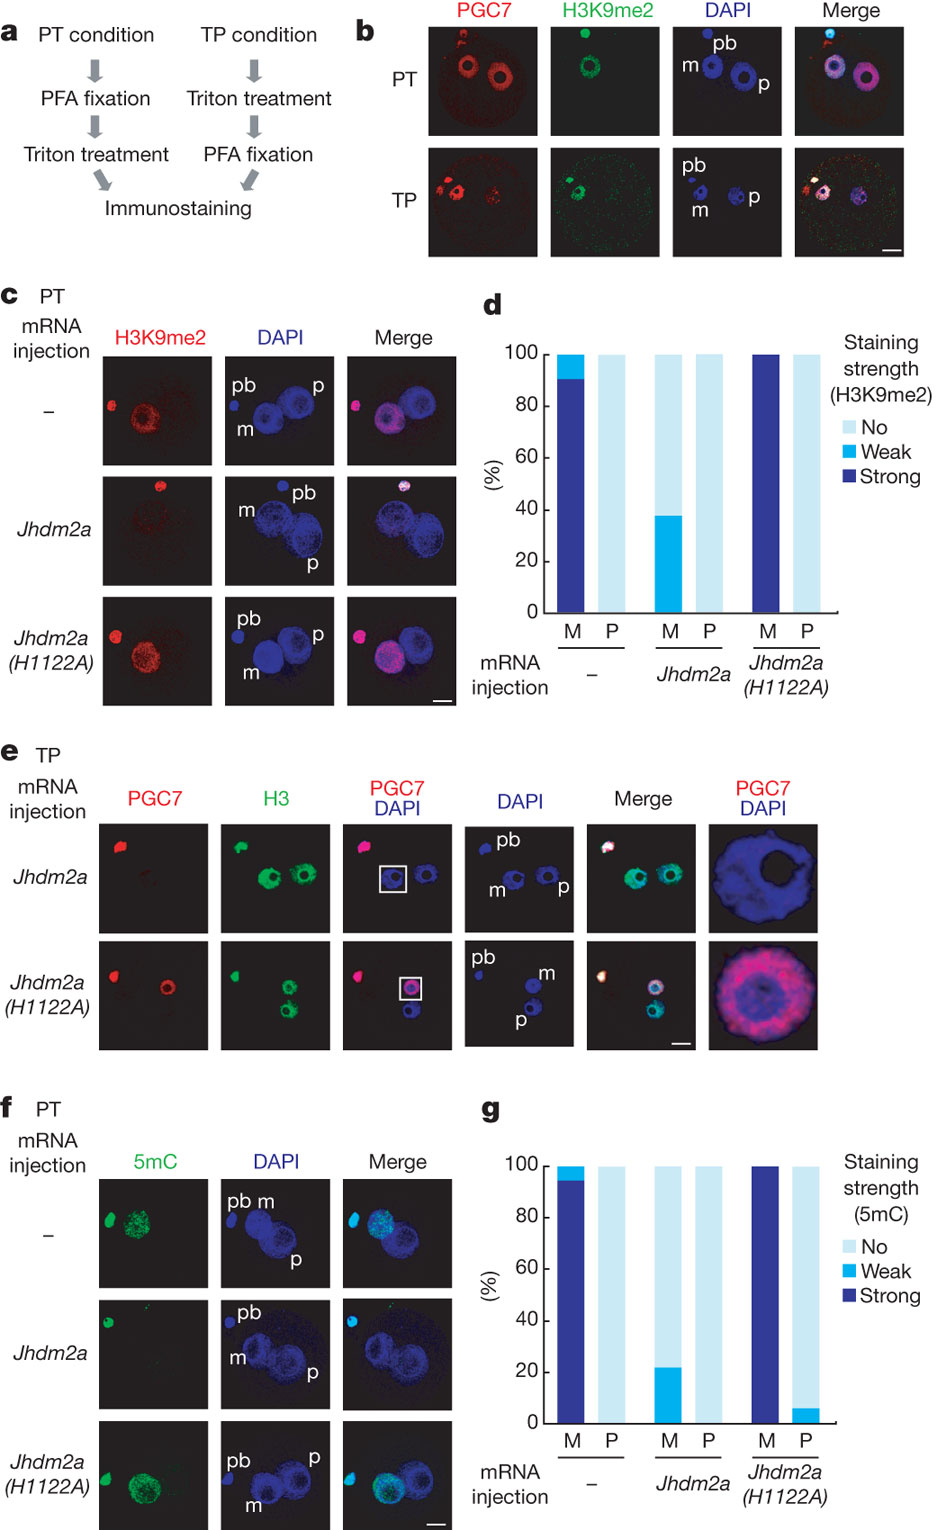 a
PT condition TP condition
PFA fixation Triton treatment
Triton treatment PFA fixation
Immunostaining
b
PGC7 H3K9me2 DAPI Merge
PT
pb
m
p
TP
pb
m
p
c PT
mRNA
injection
H3K9me2 DAPI Merge
–
pb
p
m
Jhdm2a
pb
m
p
Jhdm2a
(H1122A)
pb
p
m
d
100
80
60
40
20
0
(%)
M P M P M P
mRNA
injection
– Jhdm2a Jhdm2a
(H1122A)
Staining
strength
(H3K9me2)
No
Weak
Strong
e TP
mRNA
injection
PGC7 H3 PGC7
DAPI
DAPI Merge PGC7
DAPI
Jhdm2a
pb
m
p
Jhdm2a
(H1122A)
pb
m
p
f PT
mRNA
injection
5mC DAPI Merge
–
pb m
p
Jhdm2a
pb
m
p
Jhdm2a
(H1122A)
pb
p
m
g
100
80
60
40
20
0
(%)
M P M P M P
mRNA
injection
– Jhdm2a Jhdm2a
(H1122A)
Staining
strength
(5mC)
No
Weak
Strong